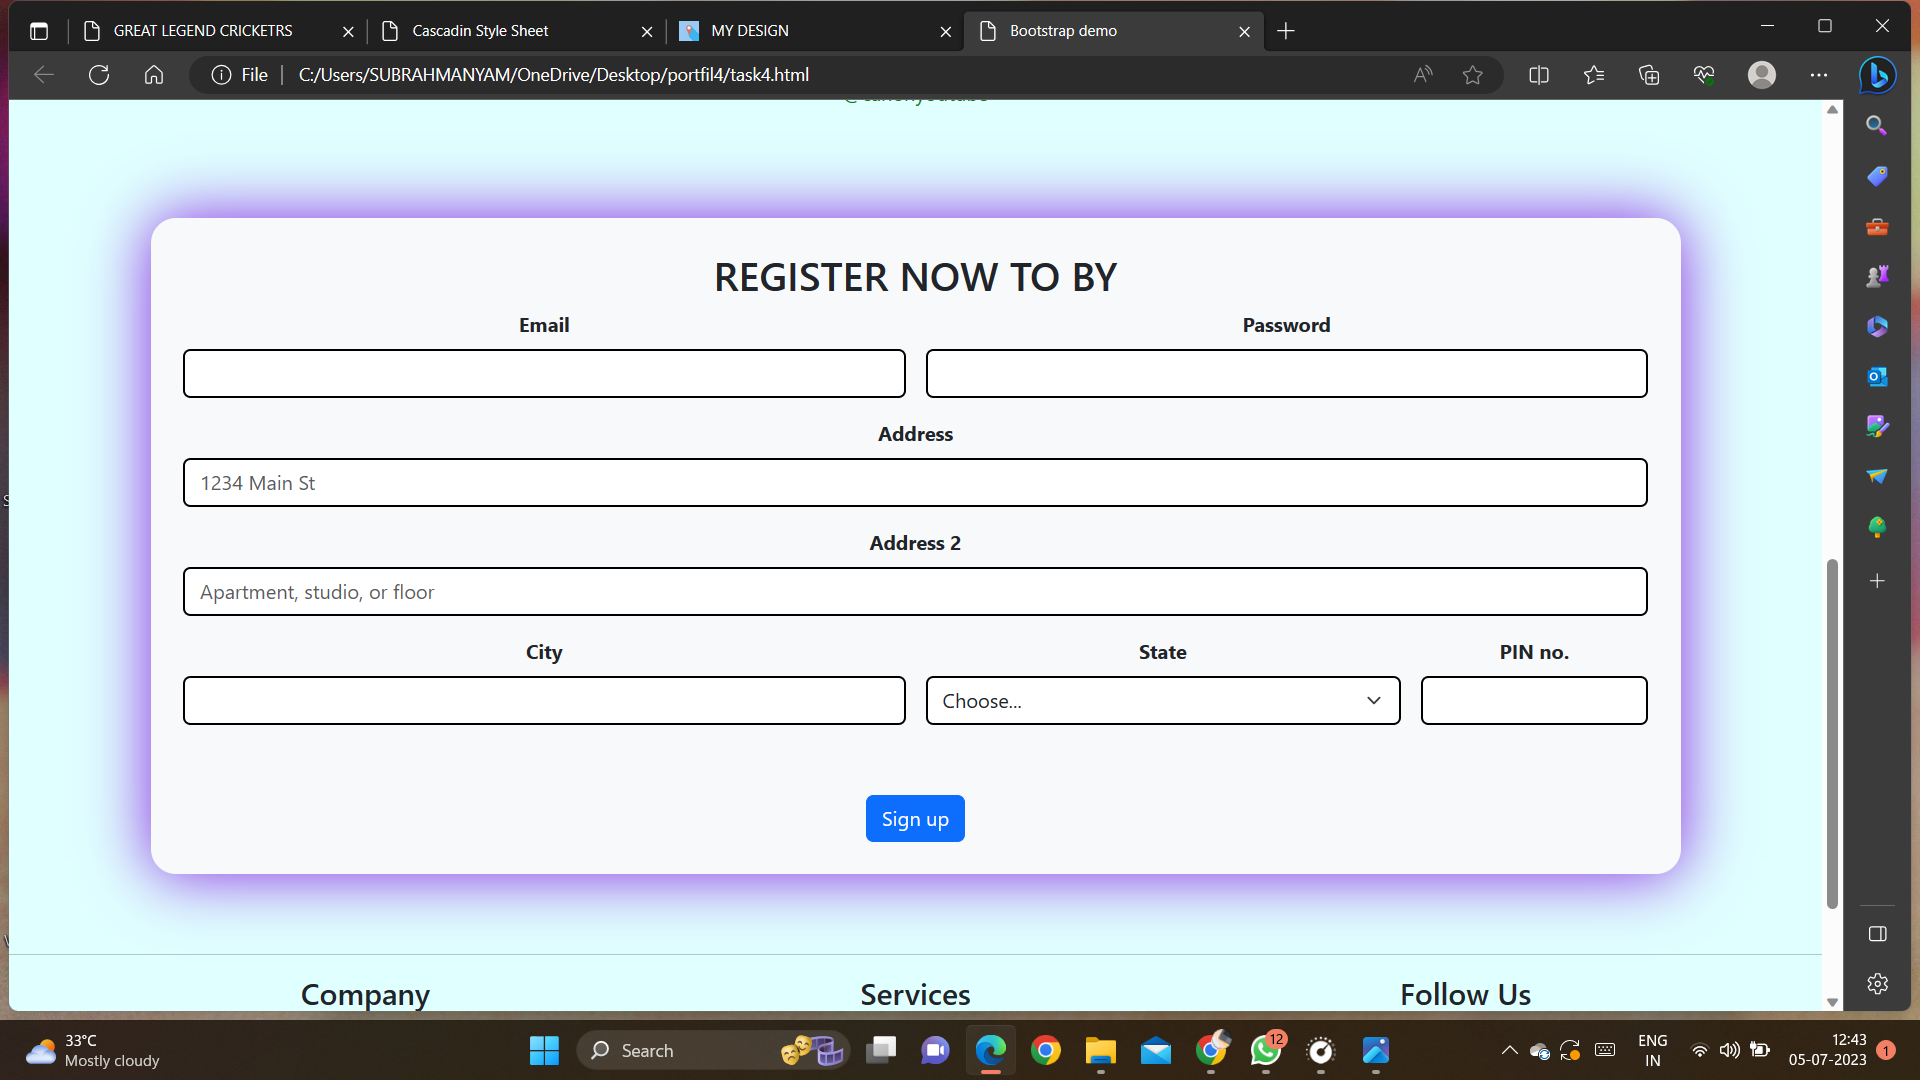 GREAT LEGEND CRICKETRS
Cascadin Style Sheet
MY DESIGN
Bootstrap demo
File
C:/Users/SUBRAHMANYAM/OneDrive/Desktop/portfil4/task4.html
REGISTER NOW TO BY
Email
Password
Address
1234 Main St
Address 2
Apartment, studio, or floor
City
State
PIN no.
Choose...
Sign up
Company
Services
Follow Us
33°C
Mostly cloudy
Search
12
ENG
IN
12:43
05-07-2023
1